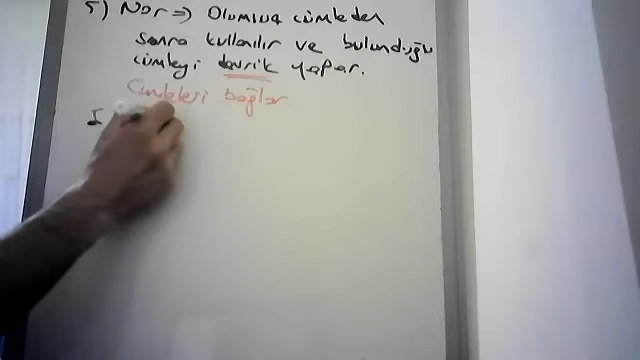 5) Nor => Olumsuz cümleden
sonra kullanılır ve bulunduğu
cümleyi devrik yapar.
Cümleleri bağlar
I